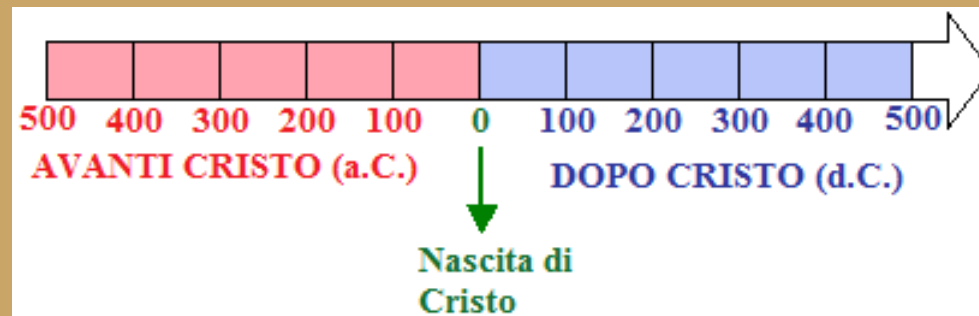 500 400 300 200 100 0 100 200 300 400 500
AVANTI CRISTO (a.C.) DOPO CRISTO (d.C.)
Nascita di
Cristo